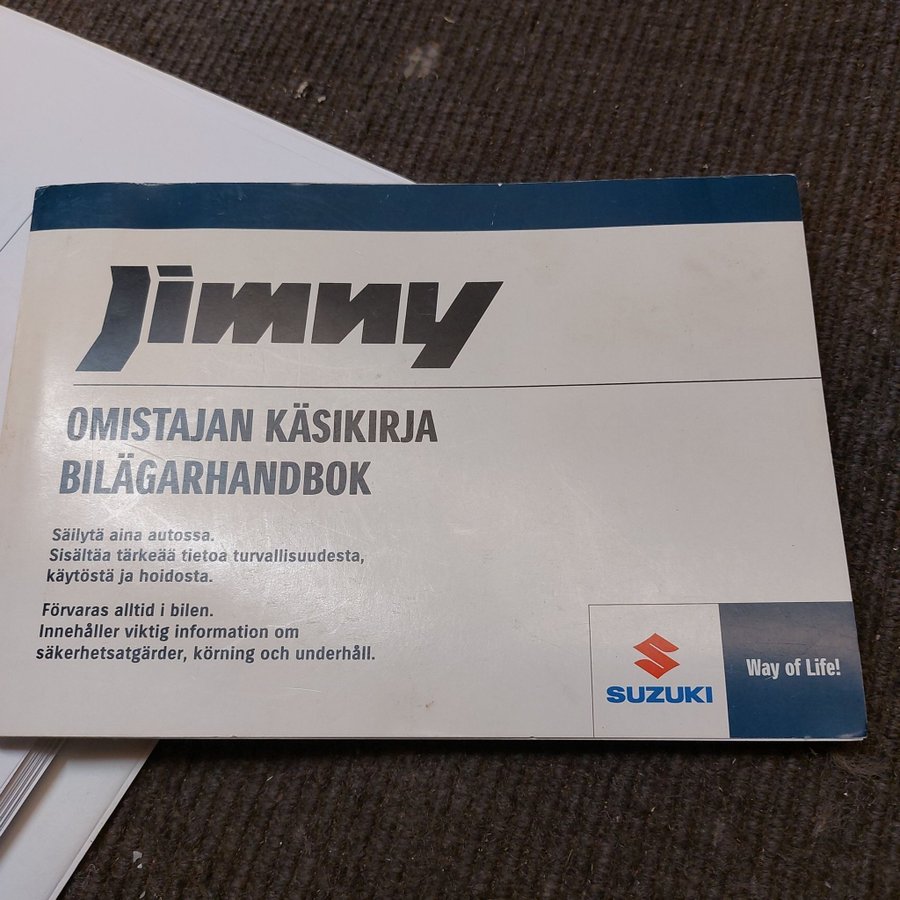 Jimny
OMISTAJAN KÄSIKIRJA
BILÄGARHANDBOK
Säilytä aina autossa.
Sisältää tärkeää tietoa turvallisuudesta,
käytöstä ja hoidosta.
Förvaras alltid i bilen.
Innehåller viktig information om
säkerhetsatgärder, körning och underhåll.
SUZUKI
Way of Life!